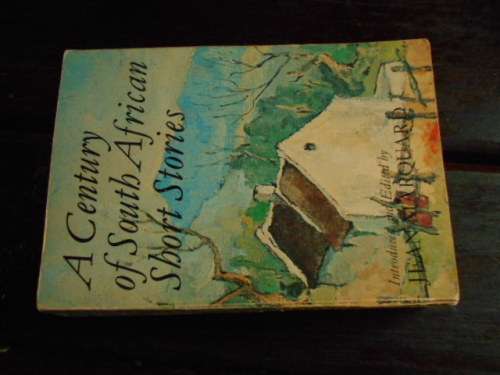 A Century
of South African
Short Stories
Introduced and Edited by
JEAN MARQUARD